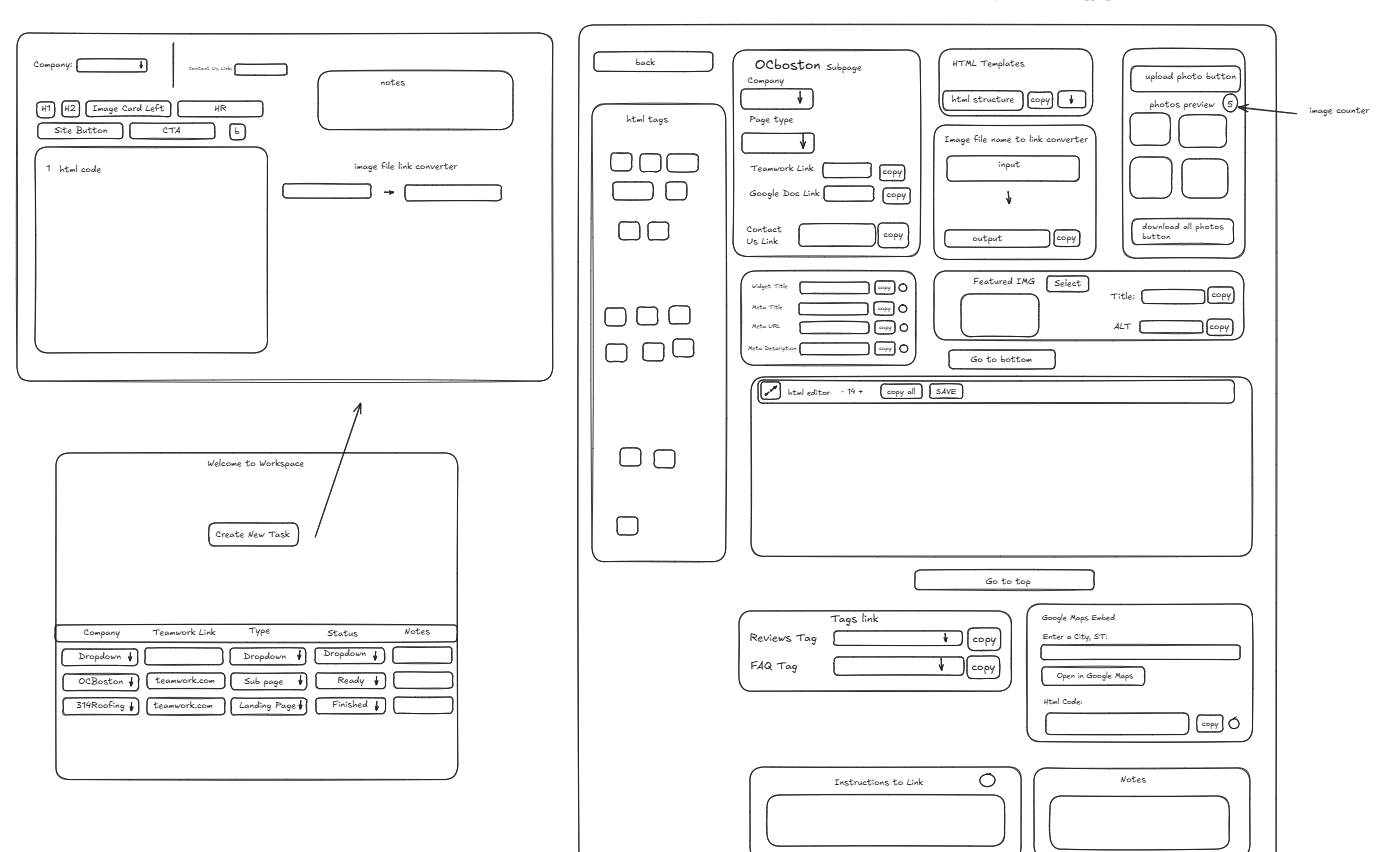 Company:
Contact Us Link:
notes
H1
H2
Image Card Left
HR
Site Button
CTA
b
1 html code
image file link converter
Welcome to Workspace
Create New Task
Company Teamwork Link Type Status Notes
Dropdown Dropdown Dropdown
OCBoston teamwork.com Sub page Ready
314Roofing teamwork.com Landing Page Finished
back
html tags
OCboston Subpage
Company
Page type
Teamwork Link copy
Google Doc Link copy
Contact
Us Link
copy
HTML Templates
html structure copy
Image file name to link converter
input
output copy
upload photo button
photos preview 5
image counter
download all photos
button
Widget Title copy
Meta Title copy
Meta URL copy
Meta Description copy
Featured IMG Select
Title: copy
ALT copy
Go to bottom
html editor - 14 + copy all SAVE
Go to top
Tags link
Reviews Tag copy
FAQ Tag copy
Google Maps Embed
Enter a City, ST:
Open in Google Maps
Html Code:
copy
Instructions to Link
Notes